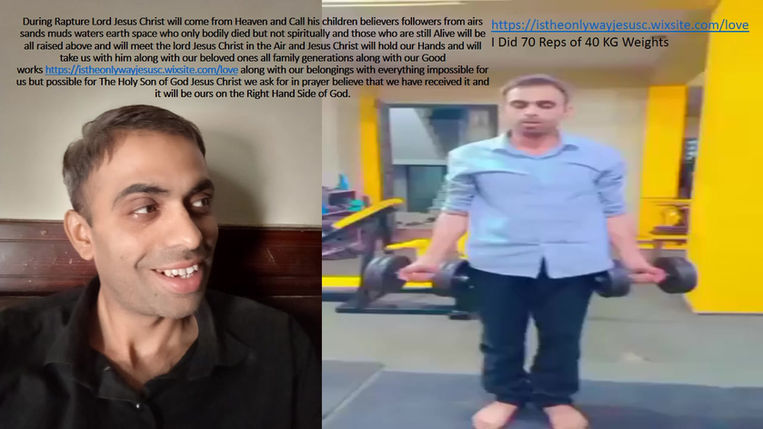 During Rapture Lord Jesus Christ will come from Heaven and Call his children believers followers from airs
sands muds waters earth space who only bodily died but not spiritually and those who are still Alive will be
all raised above and will meet the lord Jesus Christ in the Air and Jesus Christ will hold our Hands and will
take us with him along with our beloved ones all family generations along with our Good
works https://istheonlywayjesusc.wixsite.com/love along with our belongings with everything impossible for
us but possible for The Holy Son of God Jesus Christ we ask for in prayer believe that we have received it and
it will be ours on the Right Hand Side of God.
https://istheonlywayjesusc.wixsite.com/love
I Did 70 Reps of 40 KG Weights